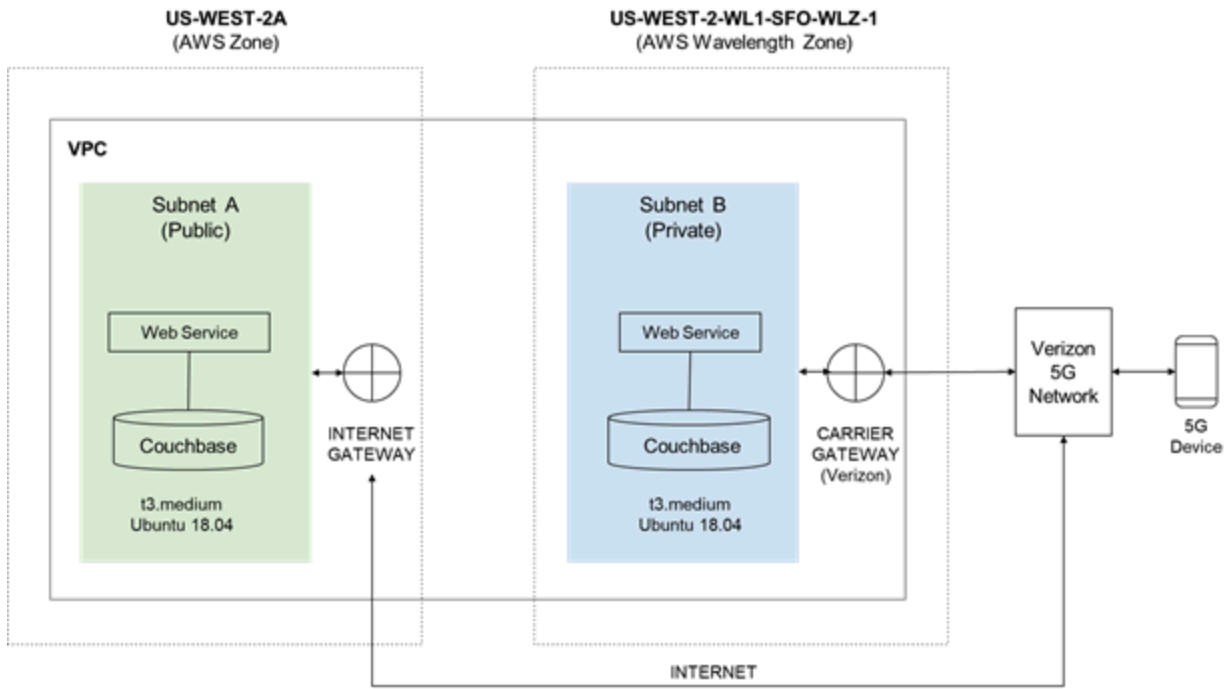 US-WEST-2A
(AWS Zone)
US-WEST-2-WL1-SFO-WLZ-1
(AWS Wavelength Zone)
VPC
Subnet A
(Public)
Web Service
Couchbase
t3.medium
Ubuntu 18.04
INTERNET
GATEWAY
Subnet B
(Private)
Web Service
Couchbase
t3.medium
Ubuntu 18.04
CARRIER
GATEWAY
(Verizon)
Verizon
5G
Network
5G
Device
INTERNET